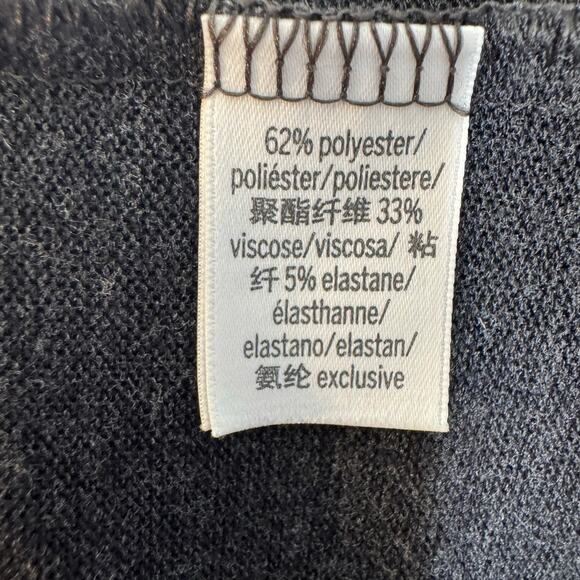 62% polyester/
poliéster/poliestere/
聚酯纤维 33%
viscose/viscosa/ 粘
纤 5% elastane/
élasthanne/
elastano/elastan/
氨纶 exclusive